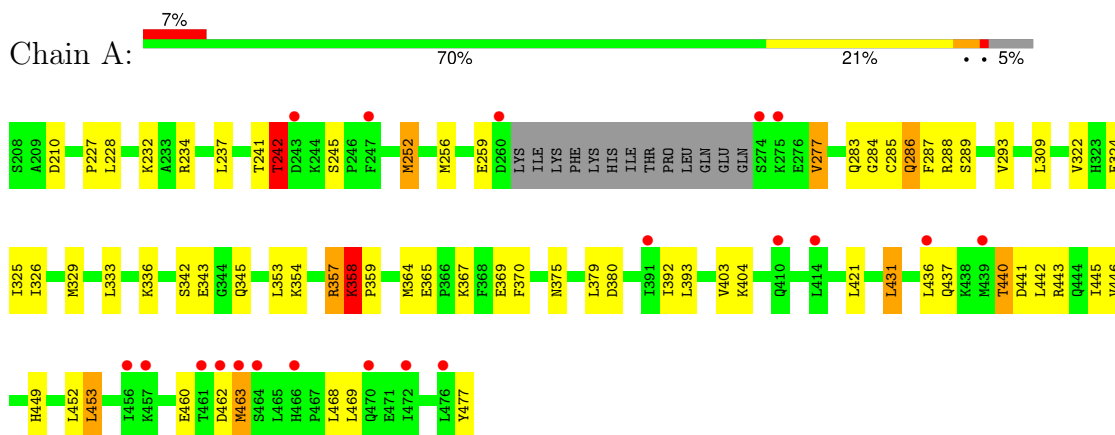 7%
Chain A:
70% 21% • • 5%
S208 A209 D210 P227 L228 K232 A233 R234 L237 T241 T242 D243 K244 S245 P246 F247 M252 M256 E259 D260 LYS ILE LYS PHE LYS HIS ILE THR PRO LEU GLN GLU GLN S274 K275 E276 V277 Q283 G284 C285 Q286 F287 R288 S289 V293 L309 V322 H323
I325 I326 M329 L333 K336 S342 E343 G344 Q345 L353 K354 R357 K358 P359 M364 E365 P366 K367 F368 E369 F370 N375 L379 D380 I391 I392 L393 V403 K404 Q410 L414 L421 L431 L436 Q437 K438 M439 T440 D441 L442 R443 Q444 I445
H449 L452 L453 I456 K457 E460 T461 D462 M463 S464 L465 H466 P467 L468 L469 Q470 E471 I472 L476 Y477